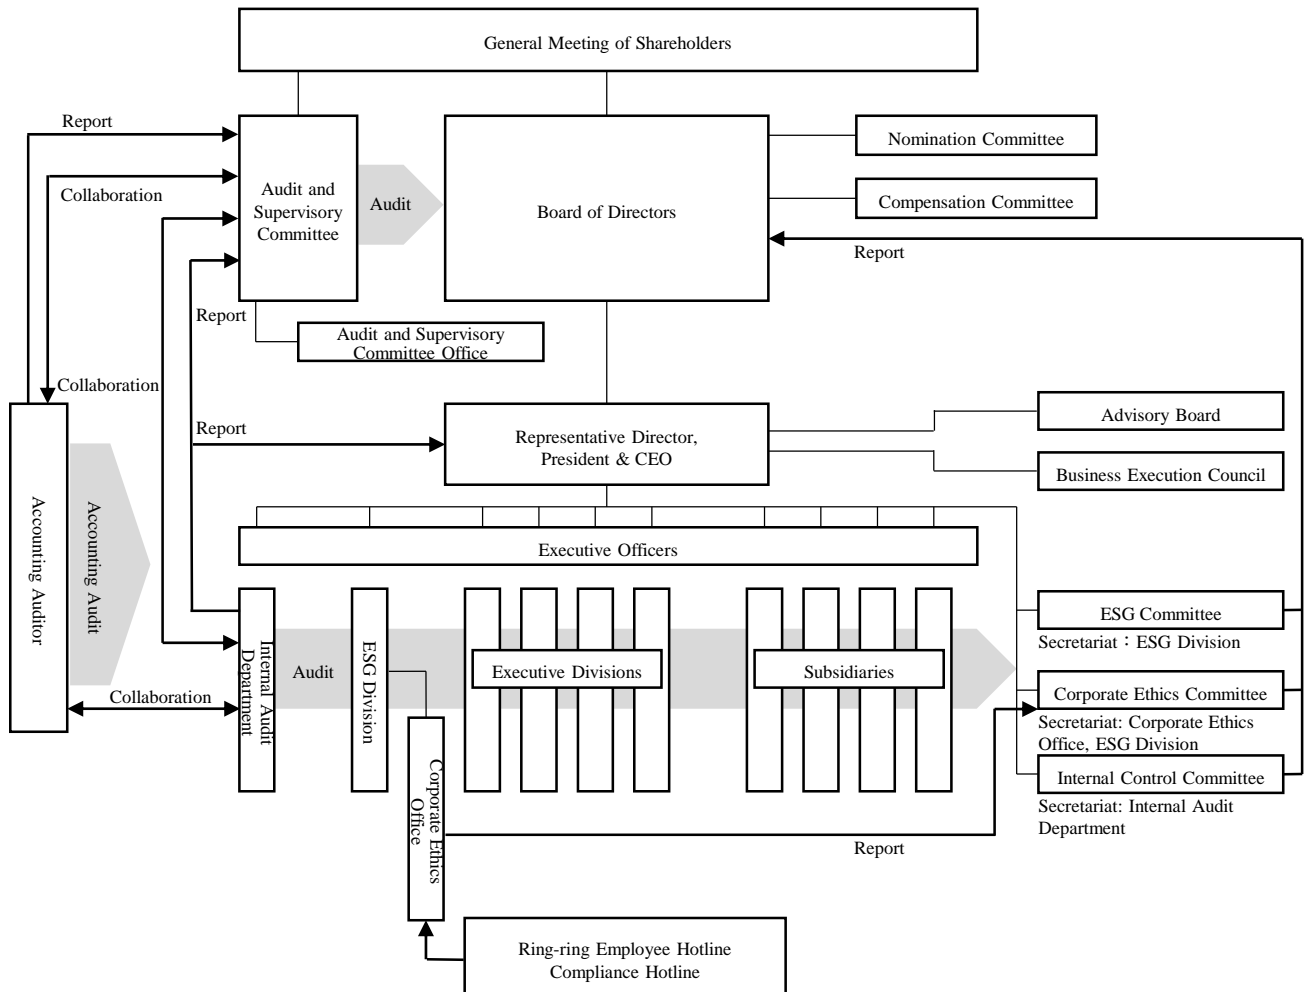 General Meeting of Shareholders
Report
Nomination Committee
Collaboration
Audit and
Supervisory
Committee
Audit
Board of Directors
Compensation Committee
Report
Report
Audit and Supervisory
Committee Office
Collaboration
Report
Representative Director,
President & CEO
Advisory Board
Business Execution Council
Accounting Auditor
Accounting Audit
Executive Officers
Internal Audit
Department
Audit
ESG Division
Executive Divisions
Subsidiaries
ESG Committee
Secretariat：ESG Division
Collaboration
Corporate Ethics Committee
Secretariat: Corporate Ethics
Office, ESG Division
Corporate Ethics
Office
Internal Control Committee
Secretariat: Internal Audit
Department
Report
Ring-ring Employee Hotline
Compliance Hotline